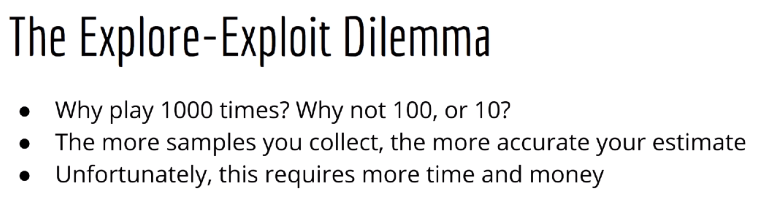 The Explore-Exploit Dilemma
● Why play 1000 times? Why not 100, or 10?
● The more samples you collect, the more accurate your estimate
● Unfortunately, this requires more time and money